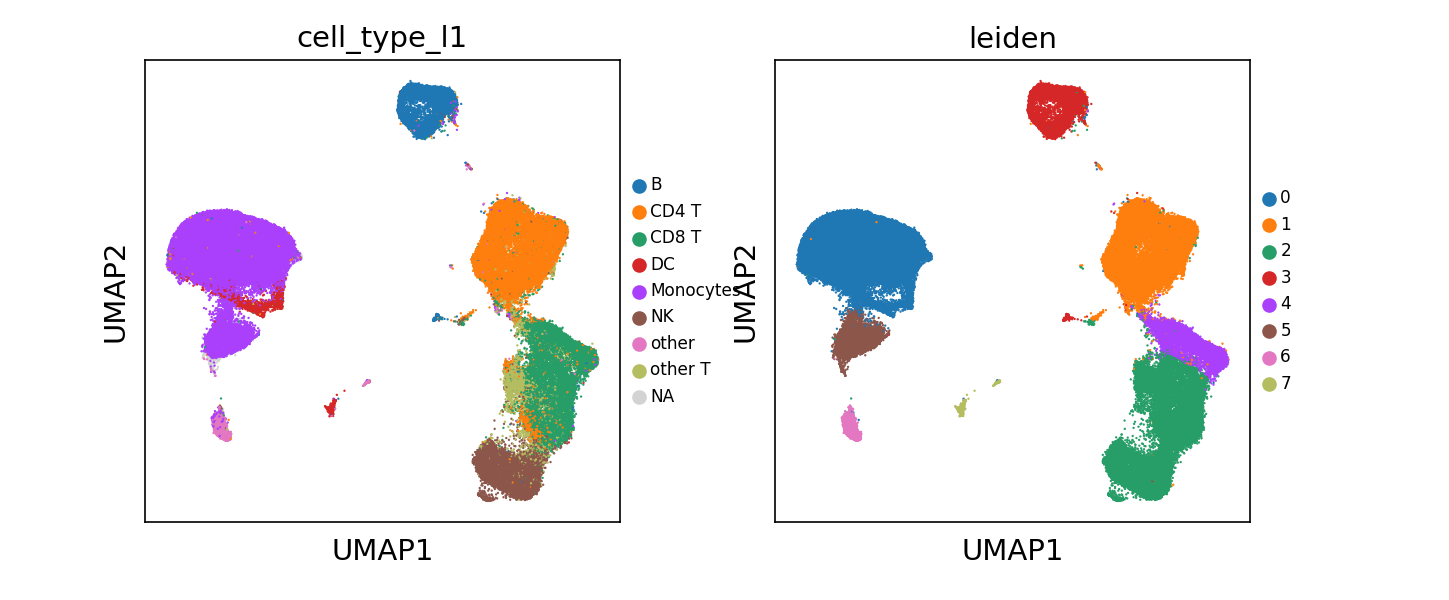 cell_type_l1
UMAP2
B
CD4 T
CD8 T
DC
Monocytes
NK
other
other T
NA
UMAP1
leiden
UMAP2
0
1
2
3
4
5
6
7
UMAP1